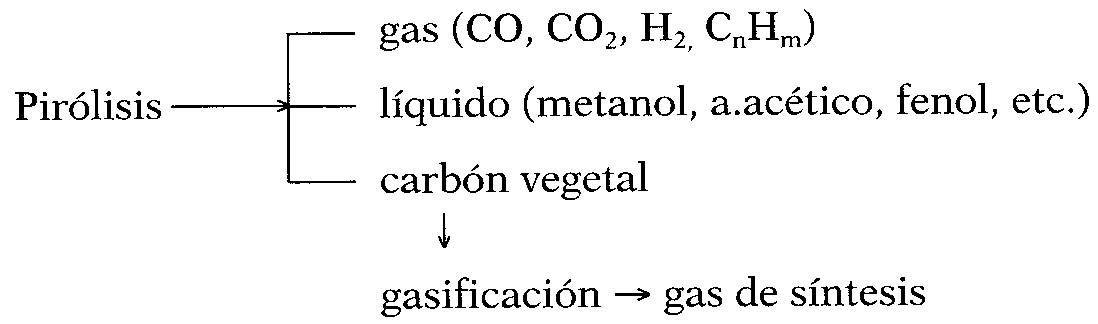 gas (CO, CO₂, H₂, CₙHₘ)
Pirólisis → líquido (metanol, a.acético, fenol, etc.)
carbón vegetal
↓
gasificación → gas de síntesis